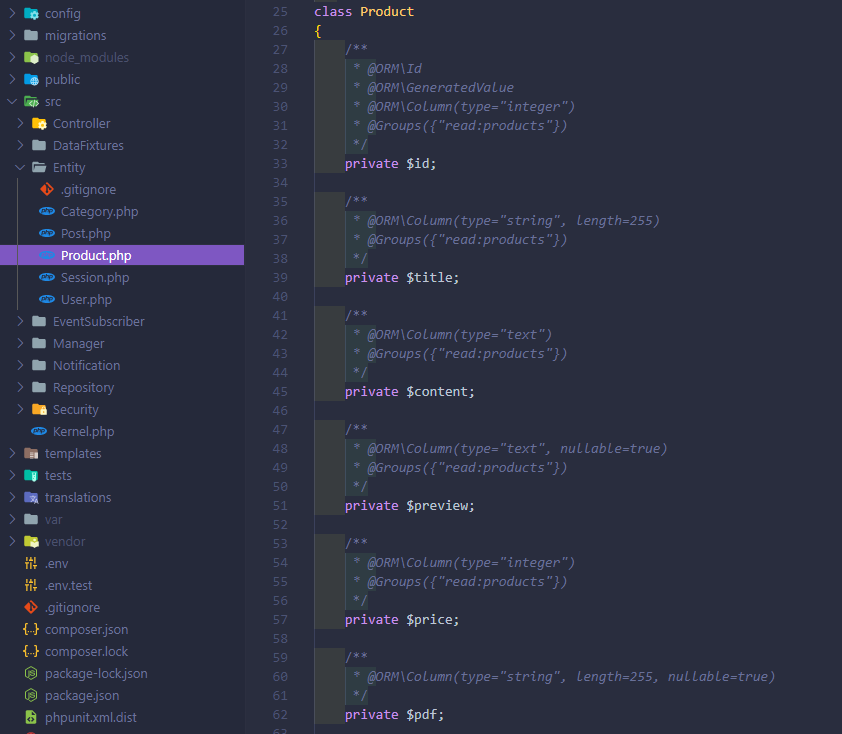 config
migrations
node_modules
public
src
Controller
DataFixtures
Entity
.gitignore
Category.php
Post.php
Product.php
Session.php
User.php
EventSubscriber
Manager
Notification
Repository
Security
Kernel.php
templates
tests
translations
var
vendor
.env
.env.test
.gitignore
composer.json
composer.lock
package-lock.json
package.json
phpunit.xml.dist
25 class Product
26 {
27 /**
28 * @ORM\Id
29 * @ORM\GeneratedValue
30 * @ORM\Column(type="integer")
31 * @Groups({"read:products"})
32 */
33 private $id;
34
35 /**
36 * @ORM\Column(type="string", length=255)
37 * @Groups({"read:products"})
38 */
39 private $title;
40
41 /**
42 * @ORM\Column(type="text")
43 * @Groups({"read:products"})
44 */
45 private $content;
46
47 /**
48 * @ORM\Column(type="text", nullable=true)
49 * @Groups({"read:products"})
50 */
51 private $preview;
52
53 /**
54 * @ORM\Column(type="integer")
55 * @Groups({"read:products"})
56 */
57 private $price;
58
59 /**
60 * @ORM\Column(type="string", length=255, nullable=true)
61 */
62 private $pdf;